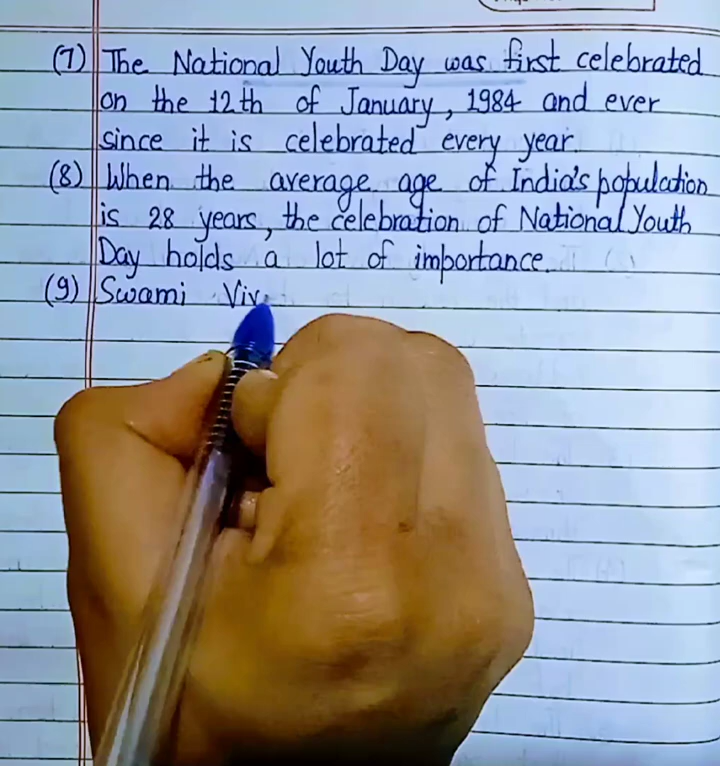 (7) The National Youth Day was first celebrated
on the 12th of January, 1984 and ever
since it is celebrated every year.
(8) When the average age of India's population
is 28 years, the celebration of National Youth
Day holds a lot of importance.
(9) Swami Viv